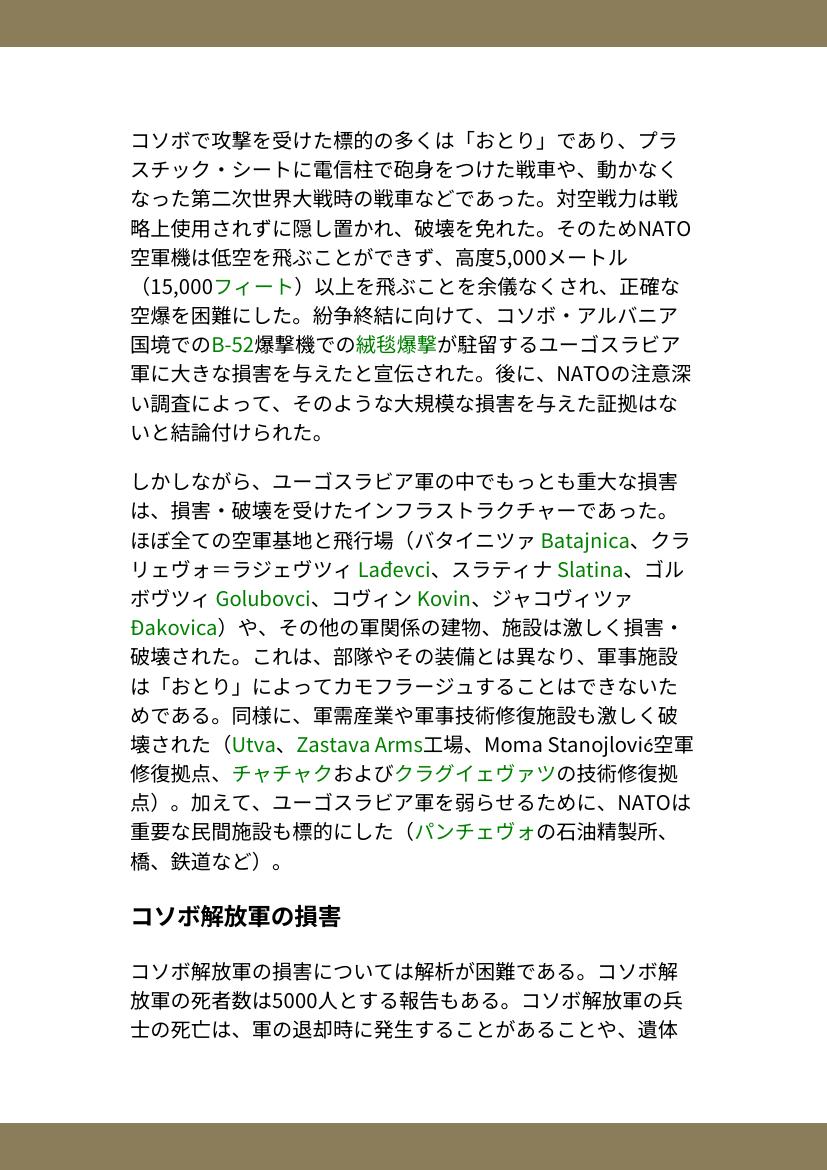 コソボで攻撃を受けた標的の多くは「おとり」であり、プラ
スチック・シートに電信柱で砲身をつけた戦車や、動かなく
なった第二次世界大戦時の戦車などであった。対空戦力は戦
略上使用されずに隠し置かれ、破壊を免れた。そのためNATO
空軍機は低空を飛ぶことができず、高度5,000メートル
（15,000フィート）以上を飛ぶことを余儀なくされ、正確な
空爆を困難にした。紛争終結に向けて、コソボ・アルバニア
国境でのB-52爆撃機での絨毯爆撃が駐留するユーゴスラビア
軍に大きな損害を与えたと宣伝された。後に、NATOの注意深
い調査によって、そのような大規模な損害を与えた証拠はな
いと結論付けられた。
しかしながら、ユーゴスラビア軍の中でもっとも重大な損害
は、損害・破壊を受けたインフラストラクチャーであった。
ほぼ全ての空軍基地と飛行場（バタイニツァ Batajnica、クラ
リェヴォ＝ラジェヴツィ Lađevci、スラティナ Slatina、ゴル
ボヴツィ Golubovci、コヴィン Kovin、ジャコヴィツァ
Đakovica）や、その他の軍関係の建物、施設は激しく損害・
破壊された。これは、部隊やその装備とは異なり、軍事施設
は「おとり」によってカモフラージュすることはできないた
めである。同様に、軍需産業や軍事技術修復施設も激しく破
壊された（Utva、Zastava Arms工場、Moma Stanojlović空軍
修復拠点、チャチャクおよびクラグイェヴァツの技術修復拠
点）。加えて、ユーゴスラビア軍を弱らせるために、NATOは
重要な民間施設も標的にした（パンチェヴォの石油精製所、
橋、鉄道など）。
コソボ解放軍の損害
コソボ解放軍の損害については解析が困難である。コソボ解
放軍の死者数は5000人とする報告もある。コソボ解放軍の兵
士の死亡は、軍の退却時に発生することがあることや、遺体